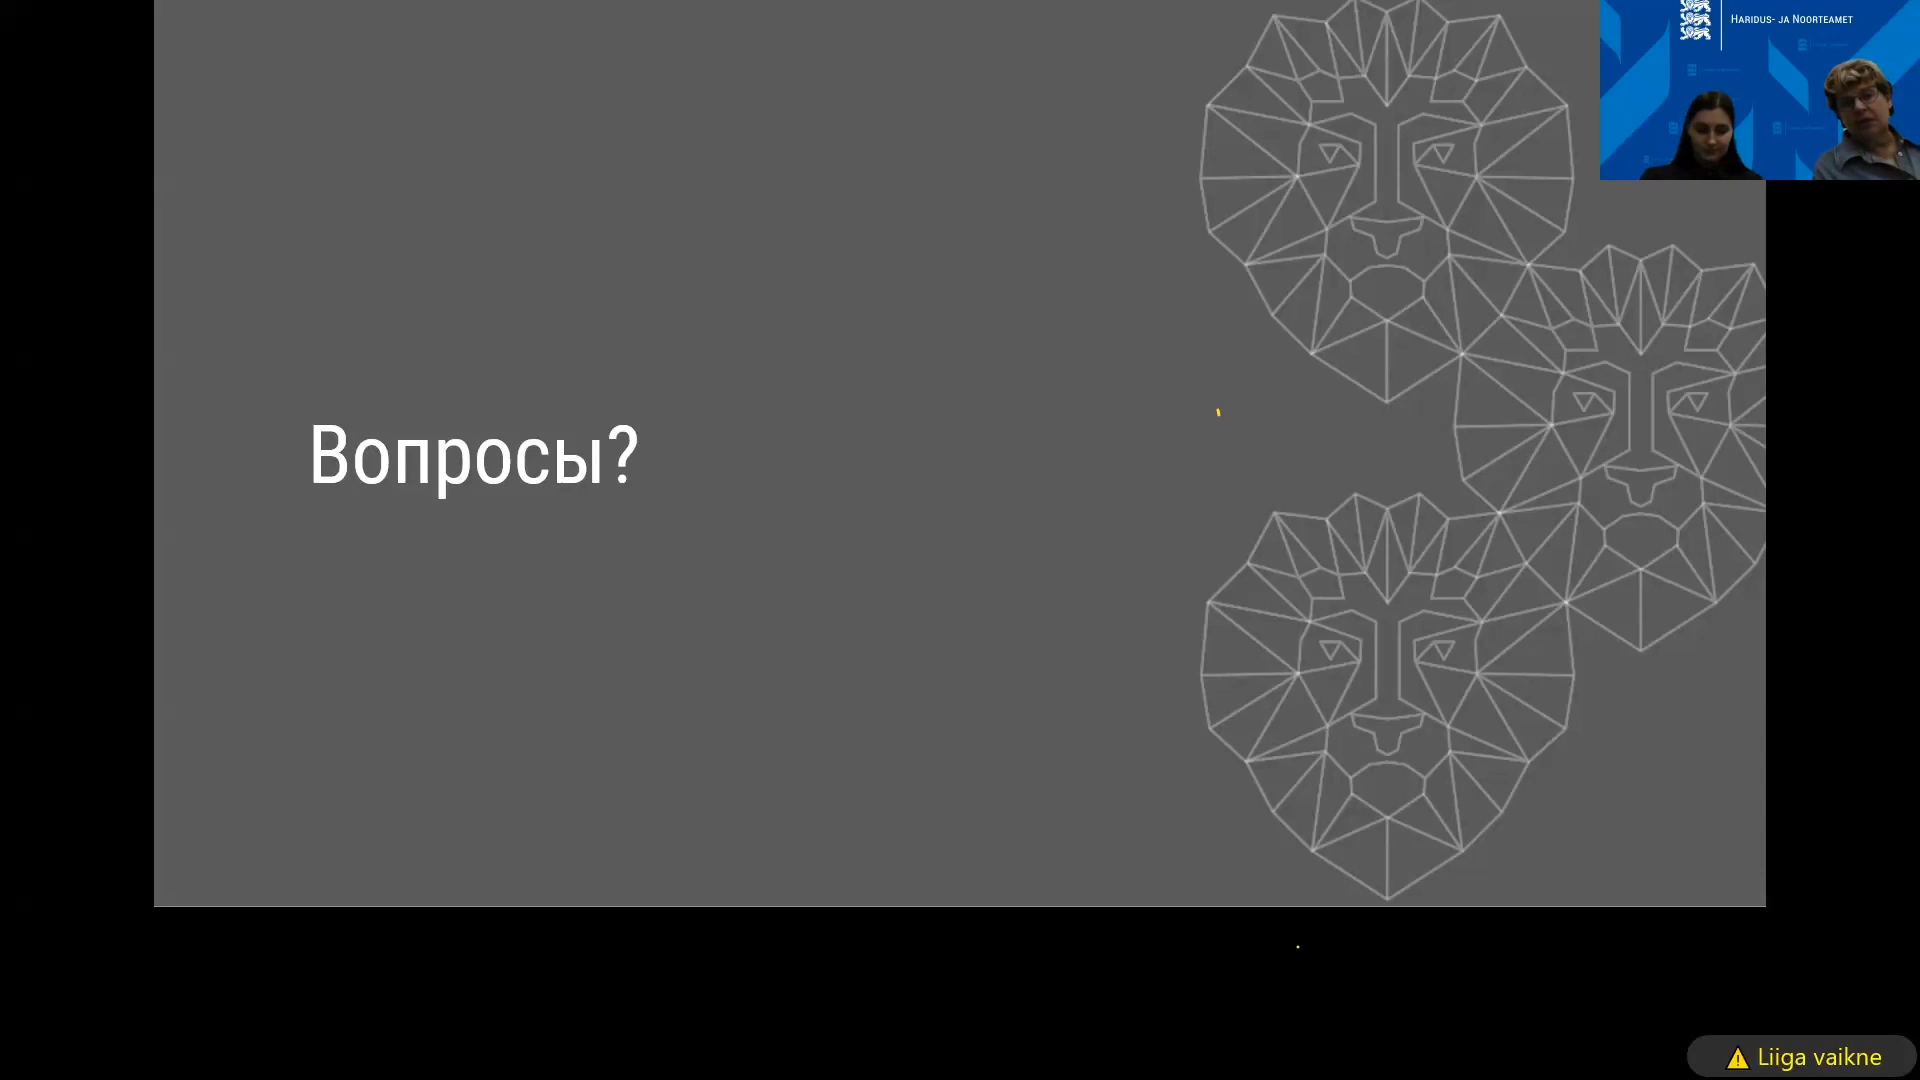 HARIDUS- JA NOORTEAMET
Вопросы?
Liiga vaikne